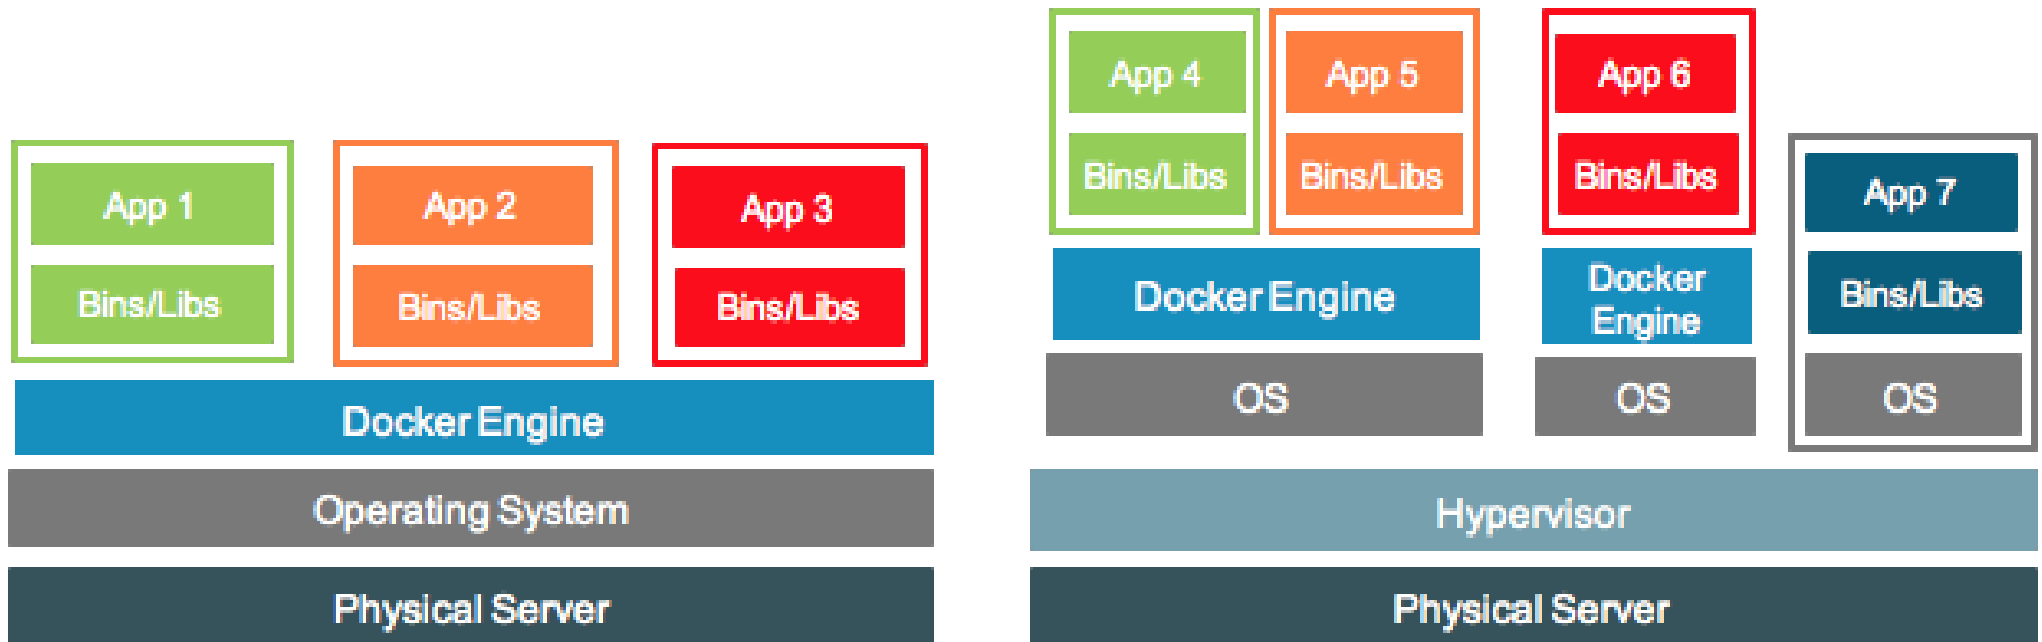 App 1
Bins/Libs
App 2
Bins/Libs
App 3
Bins/Libs
Docker Engine
Operating System
Physical Server
App 4
Bins/Libs
App 5
Bins/Libs
Docker Engine
OS
App 6
Bins/Libs
Docker
Engine
OS
App 7
Bins/Libs
OS
Hypervisor
Physical Server